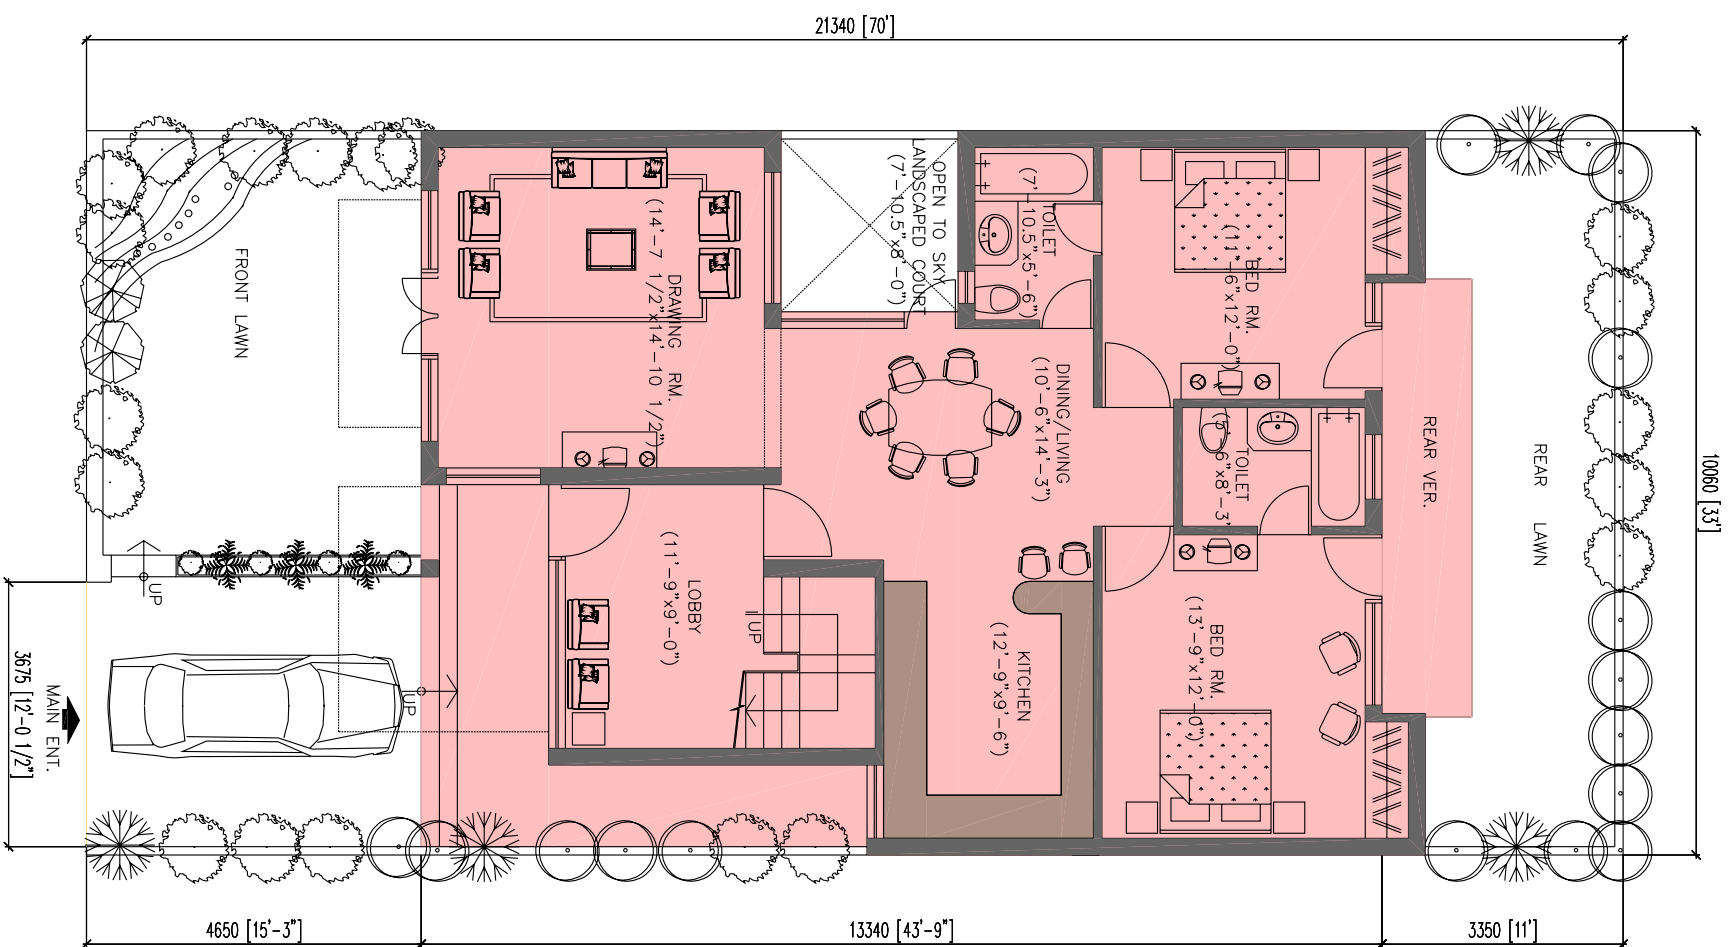 21340 [70']
FRONT LAWN
DRAWING RM.
(14'-7 1/2"x14'-10 1/2")
OPEN TO SKY
LANDSCAPED COURT
(7'-10.5"x8'-0")
TOILET
(7'-10.5"x5'-6")
BED RM.
(11'-6"x12'-0")
DINING/LIVING
(10'-6"x14'-3")
TOILET
(5'-6"x8'-3"
REAR VER.
REAR LAWN
10060 [33']
LOBBY
(11'-9"x9'-0")
UP
KITCHEN
(12'-9"x9'-6")
BED RM.
(13'-9"x12'-0")
UP
UP
MAIN ENT.
3675 [12'-0 1/2"]
4650 [15'-3"]
13340 [43'-9"]
3350 [11']